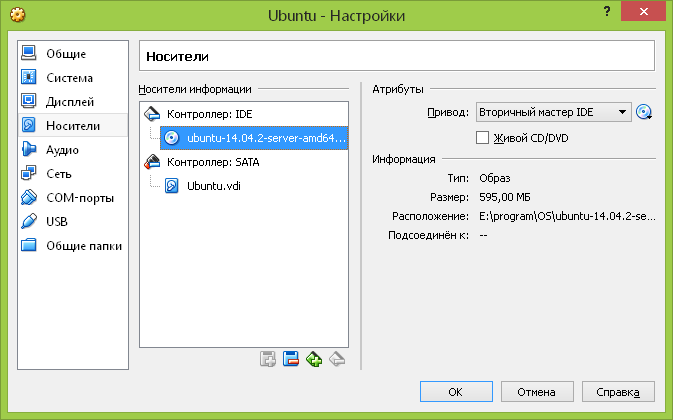 Ubuntu - Настройки
?
Общие
Система
Дисплей
Носители
Аудио
Сеть
COM-порты
USB
Общие папки
Носители
Носители информации
Контроллер: IDE
ubuntu-14.04.2-server-amd64...
Контроллер: SATA
Ubuntu.vdi
Атрибуты
Привод: Вторичный мастер IDE
Живой CD/DVD
Информация
Тип: Образ
Размер: 595,00 МБ
Расположение: E:\program\OS\ubuntu-14.04.2-se...
Подсоединён к: --
OK Отмена Справка